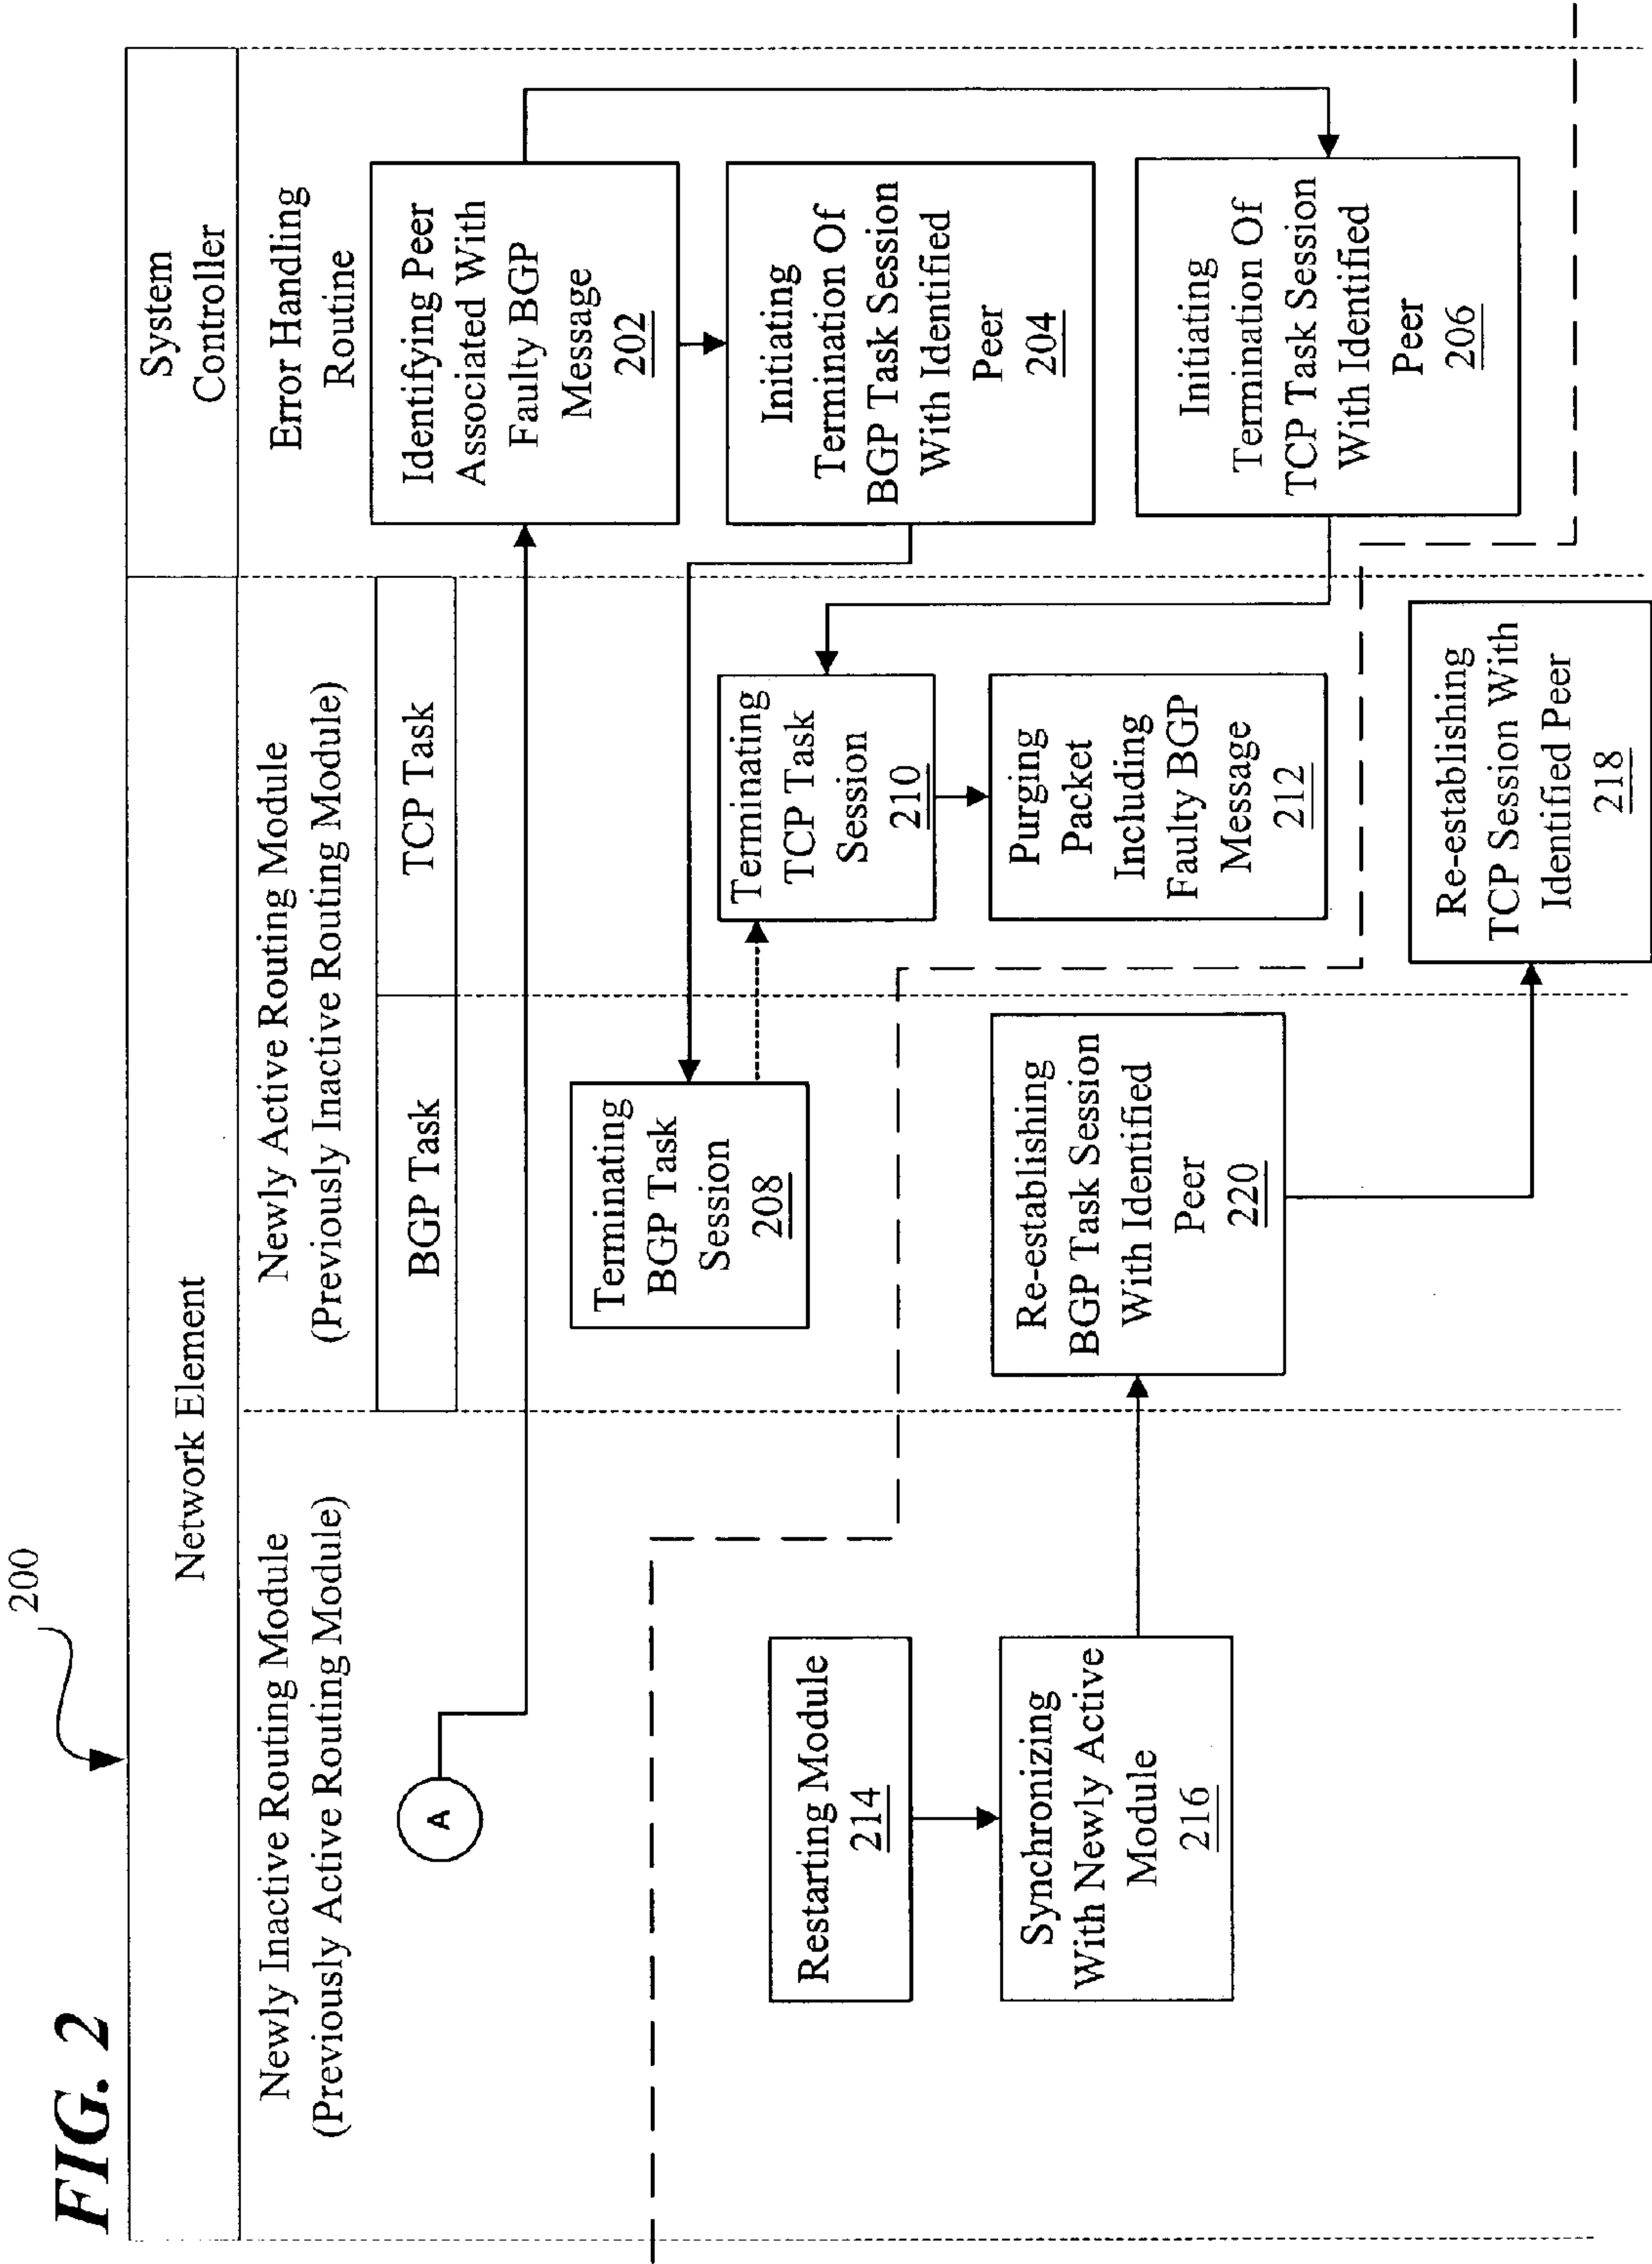 FIG. 2
200
Network Element
System
Controller
Newly Inactive Routing Module
(Previously Active Routing Module)
Newly Active Routing Module
(Previously Inactive Routing Module)
Error Handling
Routine
BGP Task
TCP Task
A
Identifying Peer
Associated With
Faulty BGP
Message
202
Initiating
Termination Of
BGP Task Session
With Identified
Peer
204
Initiating
Termination Of
TCP Task Session
With Identified
Peer
206
Terminating
BGP Task
Session
208
Terminating
TCP Task
Session
210
Purging
Packet
Including
Faulty BGP
Message
212
Restarting Module
214
Synchronizing
With Newly Active
Module
216
Re-establishing
BGP Task Session
With Identified
Peer
220
Re-establishing
TCP Session With
Identified Peer
218